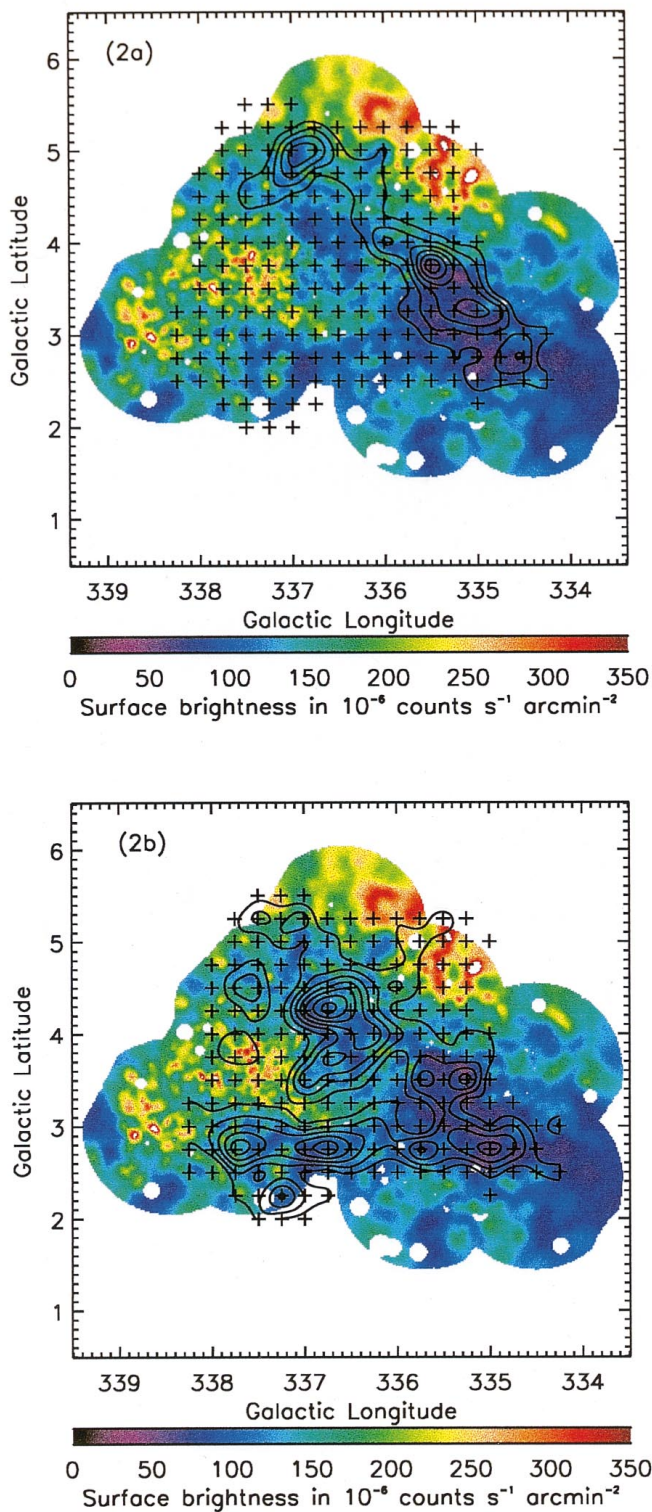 (2a)
6
5
4
3
2
1
Galactic Latitude
339 338 337 336 335 334
Galactic Longitude
0 50 100 150 200 250 300 350
Surface brightness in 10⁻⁶ counts s⁻¹ arcmin⁻²
(2b)
6
5
4
3
2
1
Galactic Latitude
339 338 337 336 335 334
Galactic Longitude
0 50 100 150 200 250 300 350
Surface brightness in 10⁻⁶ counts s⁻¹ arcmin⁻²